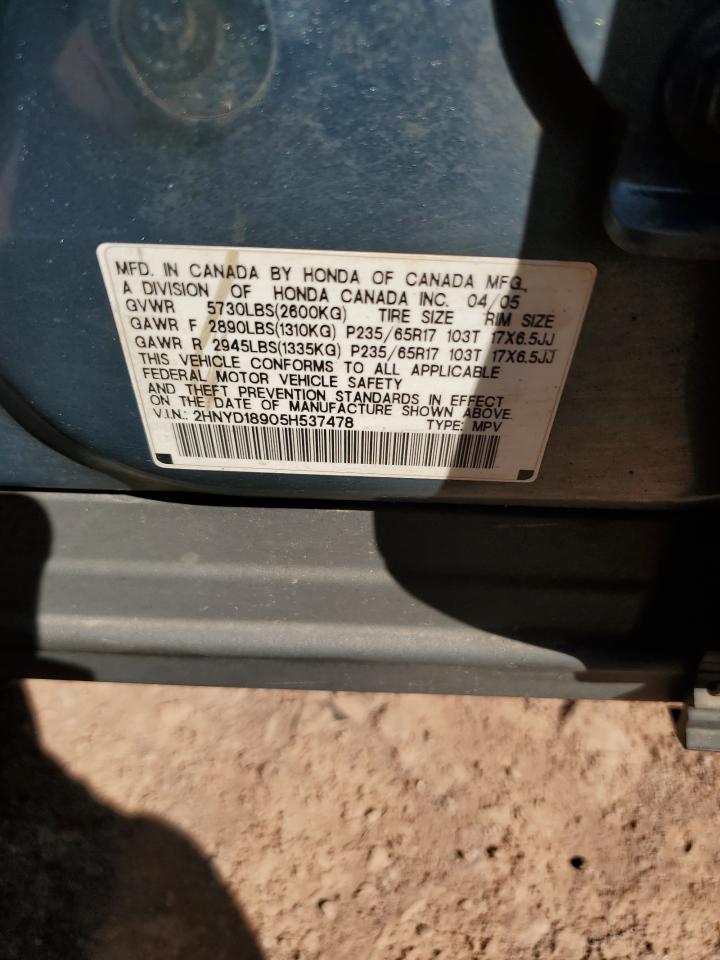 MFD. IN CANADA BY HONDA OF CANADA MFG.,
A DIVISION OF HONDA CANADA INC. 04/05
GVWR 5730LBS(2600KG) TIRE SIZE RIM SIZE
GAWR F 2890LBS(1310KG) P235/65R17 103T 17X6.5JJ
GAWR R 2945LBS(1335KG) P235/65R17 103T 17X6.5JJ
THIS VEHICLE CONFORMS TO ALL APPLICABLE
FEDERAL MOTOR VEHICLE SAFETY
AND THEFT PREVENTION STANDARDS IN EFFECT
ON THE DATE OF MANUFACTURE SHOWN ABOVE.
V.I.N.: 2HNYD18905H537478 TYPE: MPV